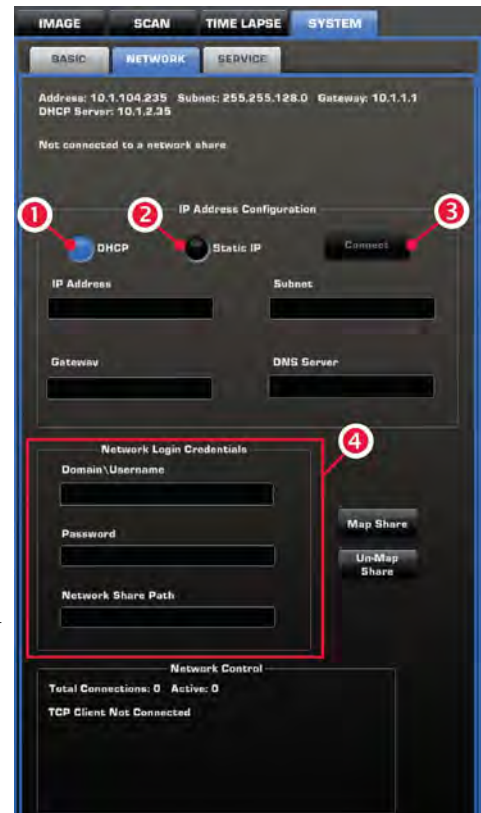 IMAGE SCAN TIME LAPSE SYSTEM
BASIC NETWORK SERVICE
Address: 10.1.104.235 Subnet: 255.255.128.0 Gateway: 10.1.1.1
DHCP Server: 10.1.2.35
Not connected to a network share
IP Address Configuration
1 2 3
DHCP Static IP Connect
IP Address Subnet
Gateway DNS Server
4
Network Login Credentials
Domain\Username
Password
Map Share
Un-Map
Share
Network Share Path
Network Control
Total Connections: 0 Active: 0
TCP Client Not Connected